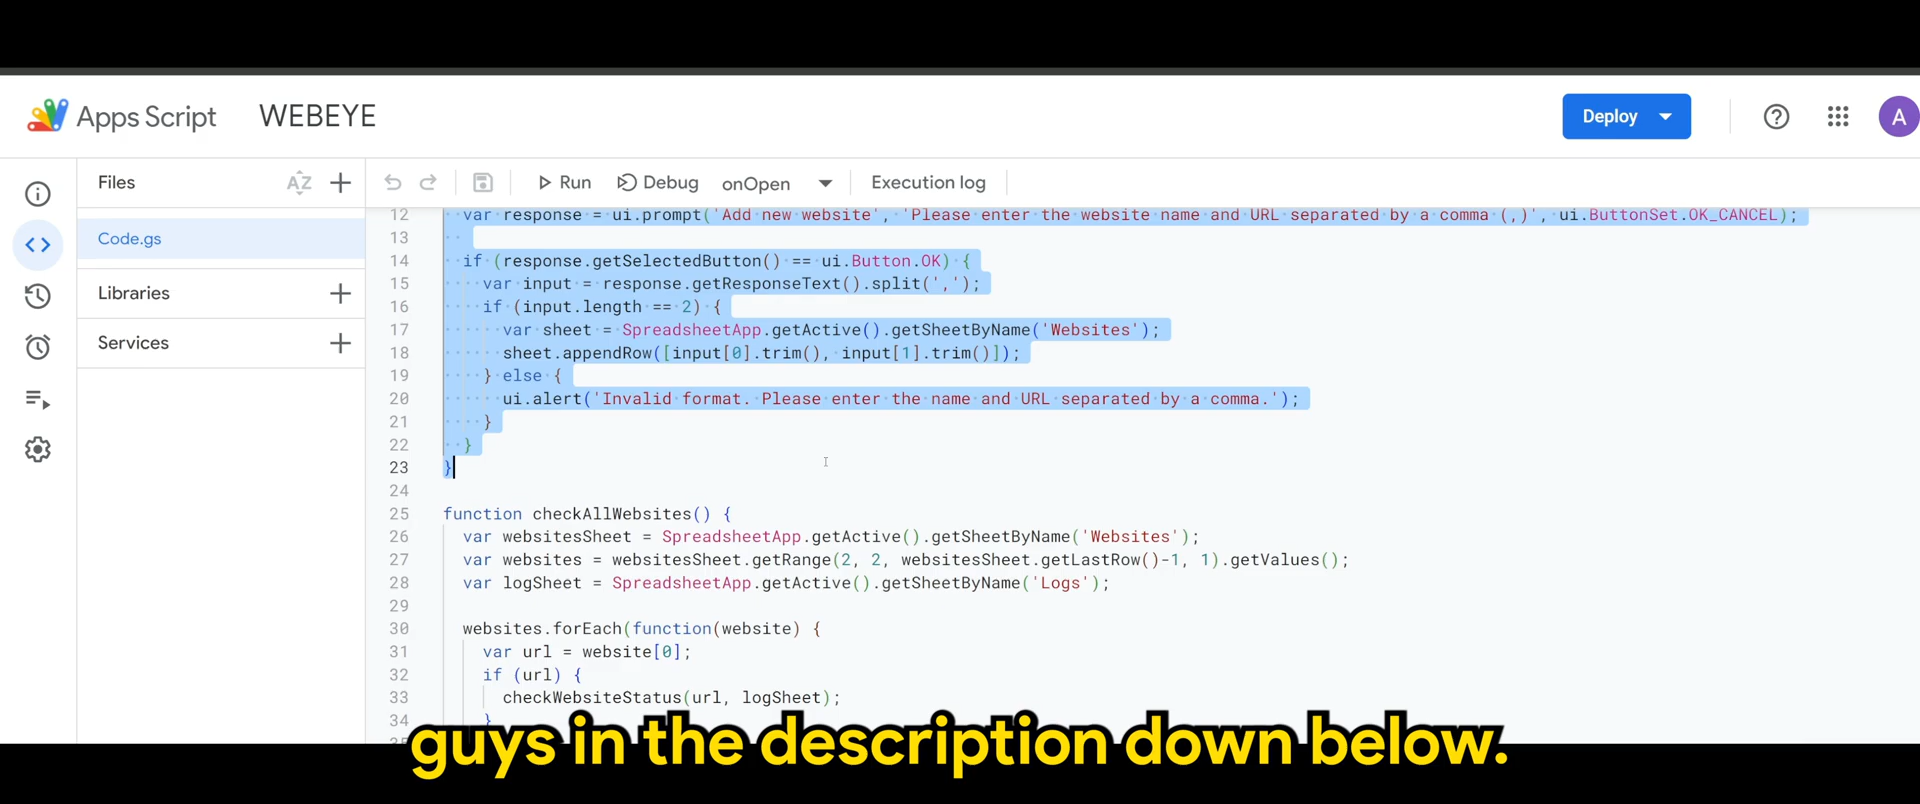 Apps Script WEBEYE Deploy A
Files AZ Run Debug onOpen Execution log
Code.gs
Libraries
Services
12 var response = ui.prompt('Add new website', 'Please enter the website name and URL separated by a comma (,)', ui.ButtonSet.OK_CANCEL);
13
14 if (response.getSelectedButton() == ui.Button.OK) {
15 var input = response.getResponseText().split(',');
16 if (input.length == 2) {
17 var sheet = SpreadsheetApp.getActive().getSheetByName('Websites');
18 sheet.appendRow([input[0].trim(), input[1].trim()]);
19 } else {
20 ui.alert('Invalid format. Please enter the name and URL separated by a comma.');
21 }
22 }
23 }
24
25 function checkAllWebsites() {
26 var websitesSheet = SpreadsheetApp.getActive().getSheetByName('Websites');
27 var websites = websitesSheet.getRange(2, 2, websitesSheet.getLastRow()-1, 1).getValues();
28 var logSheet = SpreadsheetApp.getActive().getSheetByName('Logs');
29
30 websites.forEach(function(website) {
31 var url = website[0];
32 if (url) {
33 checkWebsiteStatus(url, logSheet);
34 }
guys in the description down below.